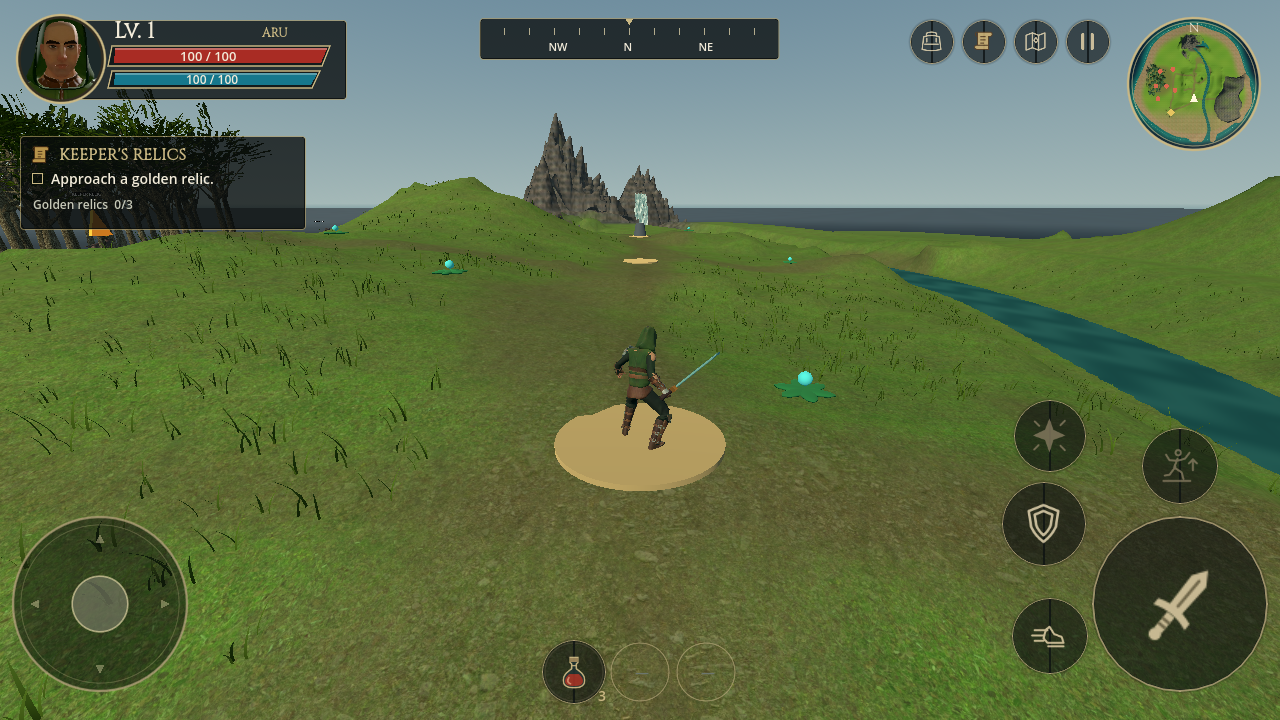 LV. 1
ARU
100 / 100
100 / 100
NW
N
NE
N
KEEPER'S RELICS
Approach a golden relic.
Golden relics 0/3
3